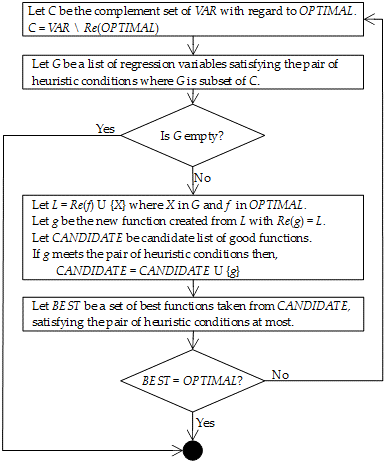 Let C be the complement set of VAR with regard to OPTIMAL.
C = VAR \ Re(OPTIMAL)
Let G be a list of regression variables satisfying the pair of
heuristic conditions where G is subset of C.
Yes
Is G empty?
No
Let L = Re(f) U {X} where X in G and f in OPTIMAL.
Let g be the new function created from L with Re(g) = L.
Let CANDIDATE be candidate list of good functions.
If g meets the pair of heuristic conditions then,
CANDIDATE = CANDIDATE U {g}
Let BEST be a set of best functions taken from CANDIDATE,
satisfying the pair of heuristic conditions at most.
BEST = OPTIMAL?
No
Yes